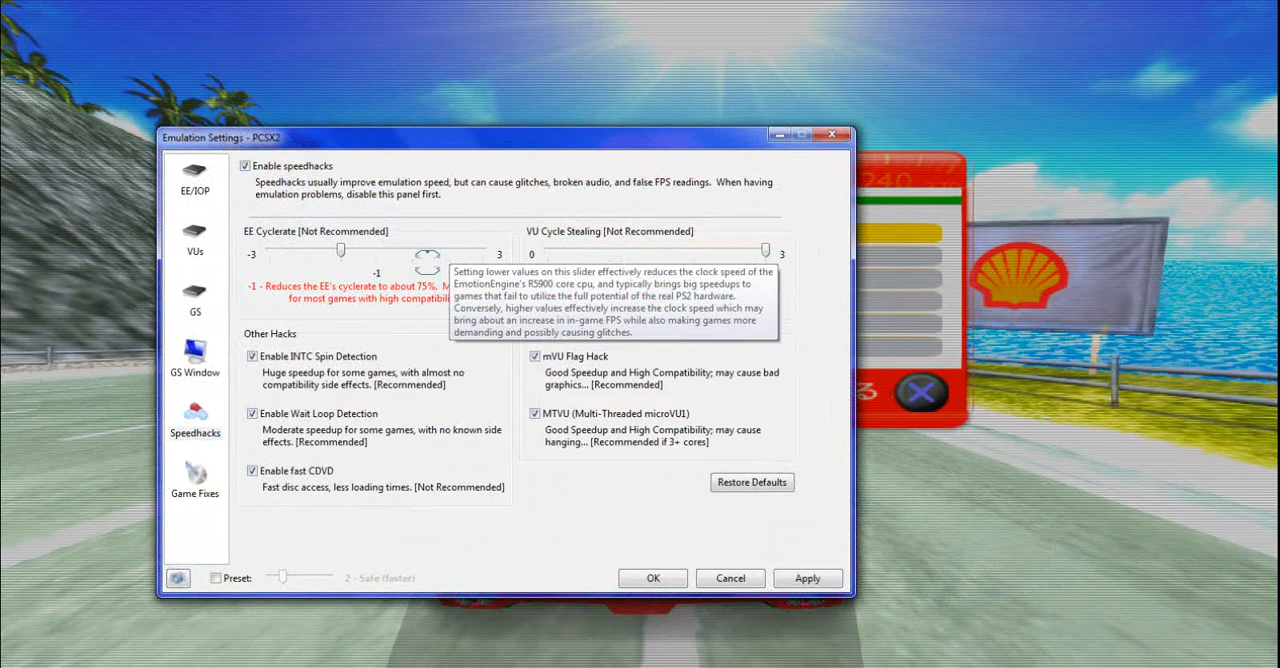 Emulation Settings - PCSX2
240
EE/IOP
VUs
GS
GS Window
Speedhacks
Game Fixes
Enable speedhacks
Speedhacks usually improve emulation speed, but can cause glitches, broken audio, and false FPS readings. When having
emulation problems, disable this panel first.
EE Cyclerate [Not Recommended]
-3
3
-1
-1 - Reduces the EE's cyclerate to about 75%.
for most games with high
VU Cycle Stealing [Not Recommended]
0
3
Setting lower values on this slider effectively reduces the clock speed of the
EmotionEngine's R5900 core cpu, and typically brings big speedups to
games that fail to utilize the full potential of the real PS2 hardware.
Conversely, higher values effectively increase the clock speed which may
bring about an increase in in-game FPS while also making games more
demanding and possibly causing glitches.
Other Hacks
Enable INTC Spin Detection
Huge speedup for some games, with almost no
compatibility side effects. [Recommended]
Enable Wait Loop Detection
Moderate speedup for some games, with no known side
effects. [Recommended]
Enable fast CDVD
Fast disc access, less loading times. [Not Recommended]
mVU Flag Hack
Good Speedup and High Compatibility; may cause bad
graphics... [Recommended]
MTVU (Multi-Threaded microVU1)
Good Speedup and High Compatibility; may cause
hanging... [Recommended if 3+ cores]
Restore Defaults
Preset:
2 - Safe (faster)
OK
Cancel
Apply
る